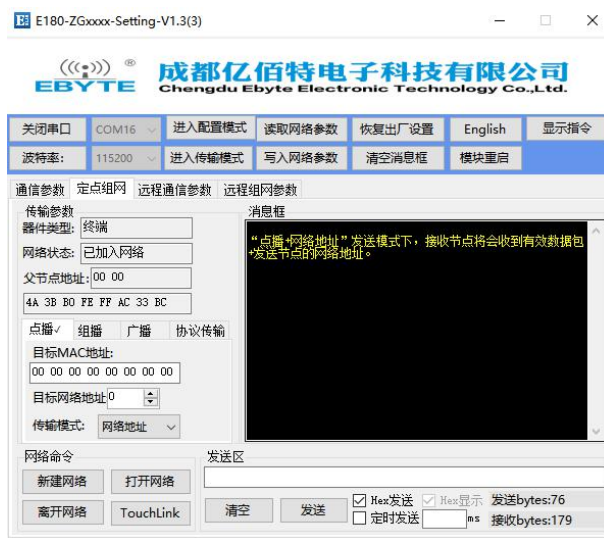 E180-ZGxxxx-Setting-V1.3(3)
EBYTE ®
成都亿佰特电子科技有限公司
Chengdu Ebyte Electronic Technology Co.,Ltd.
关闭串口 COM16 进入配置模式 读取网络参数 恢复出厂设置 English 显示指令
波特率: 115200 进入传输模式 写入网络参数 清空消息框 模块重启
通信参数 定点组网 远程通信参数 远程组网参数
传输参数
器件类型: 终端
网络状态: 已加入网络
父节点地址: 00 00
4A 3B B0 FE FF AC 33 BC
点播√ 组播 广播 协议传输
目标MAC地址:
00 00 00 00 00 00 00 00
目标网络地址 0
传输模式: 网络地址
消息框
“点播+网络地址”发送模式下，接收节点将会收到有效数据包
+发送节点的网络地址。
网络命令
新建网络 打开网络
离开网络 TouchLink
发送区
清空 发送
Hex发送 Hex显示 发送bytes:76
定时发送 ms 接收bytes:179